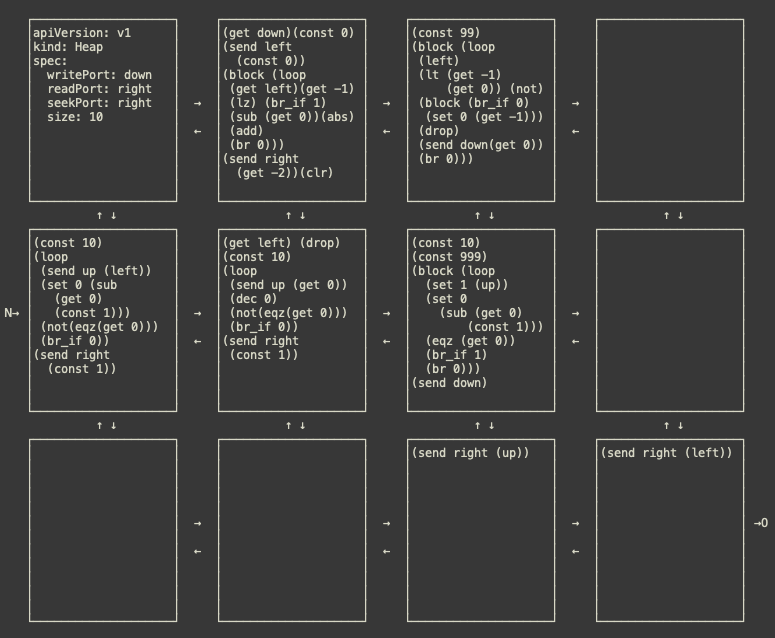 apiVersion: v1
kind: Heap
spec:
  writePort: down
  readPort: right
  seekPort: right
  size: 10
(get down)(const 0)
(send left
  (const 0))
(block (loop
 (get left)(get -1)
 (lz) (br_if 1)
 (sub (get 0))(abs)
 (add)
 (br 0)))
(send right
  (get -2))(clr)
(const 99)
(block (loop
 (left)
 (lt (get -1)
     (get 0)) (not)
 (block (br_if 0)
  (set 0 (get -1)))
 (drop)
 (send down(get 0))
 (br 0)))
→
←
→
←
→
←
↑ ↓
↑ ↓
↑ ↓
↑ ↓
N→
(const 10)
(loop
 (send up (left))
 (set 0 (sub
   (get 0)
   (const 1)))
 (not(eqz(get 0)))
 (br_if 0))
(send right
  (const 1))
(get left) (drop)
(const 10)
(loop
 (send up (get 0))
 (dec 0)
 (not(eqz(get 0)))
 (br_if 0))
(send right
  (const 1))
(const 10)
(const 999)
(block (loop
  (set 1 (up))
  (set 0
    (sub (get 0)
        (const 1)))
  (eqz (get 0))
  (br_if 1)
  (br 0)))
(send down)
→
←
→
←
→
←
↑ ↓
↑ ↓
↑ ↓
↑ ↓
(send right (up))
(send right (left))
→
←
→
←
→
←
→O